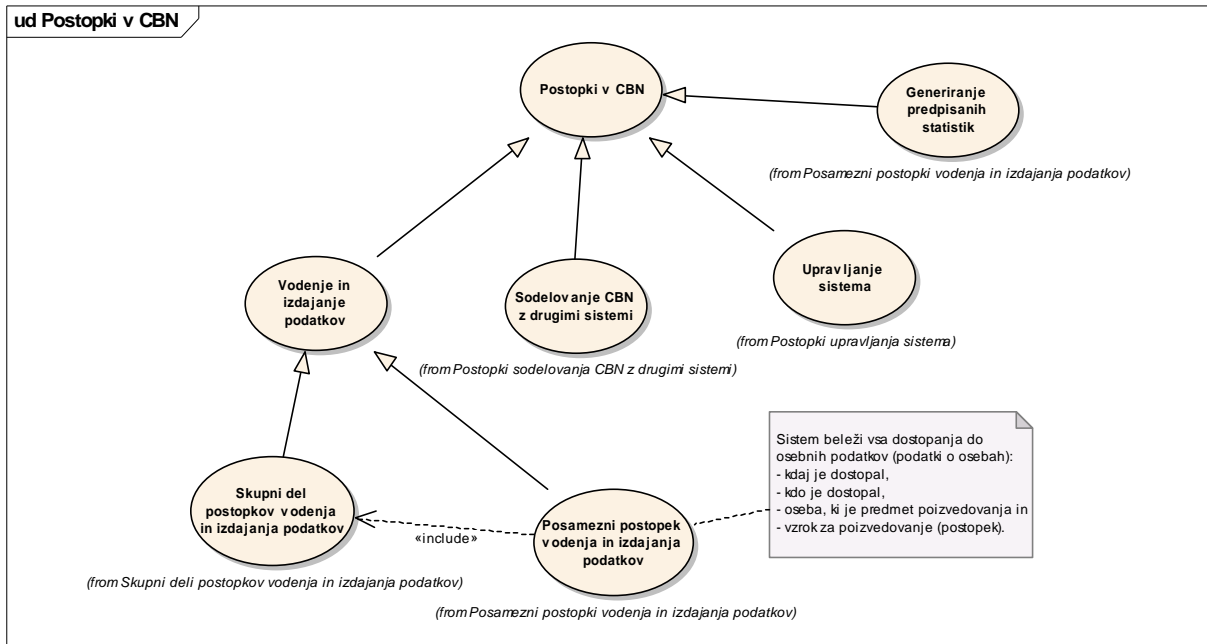 ud Postopki v CBN
Postopki v CBN
Generiranje
predpisanih
statistik
(from Posamezni postopki vodenja in izdajanja podatkov)
Vodenje in
izdajanje
podatkov
Sodelovanje CBN
z drugimi sistemi
(from Postopki sodelovanja CBN z drugimi sistemi)
Upravljanje
sistema
(from Postopki upravljanja sistema)
Skupni del
postopkov vodenja
in izdajanja podatkov
(from Skupni deli postopkov vodenja in izdajanja podatkov)
«include»
Posamezni postopek
vodenja in izdajanja
podatkov
(from Posamezni postopki vodenja in izdajanja podatkov)
Sistem beleži vsa dostopanja do
osebnih podatkov (podatki o osebah):
- kdaj je dostopal,
- kdo je dostopal,
- oseba, ki je predmet poizvedovanja in
- vzrok za poizvedovanje (postopek).